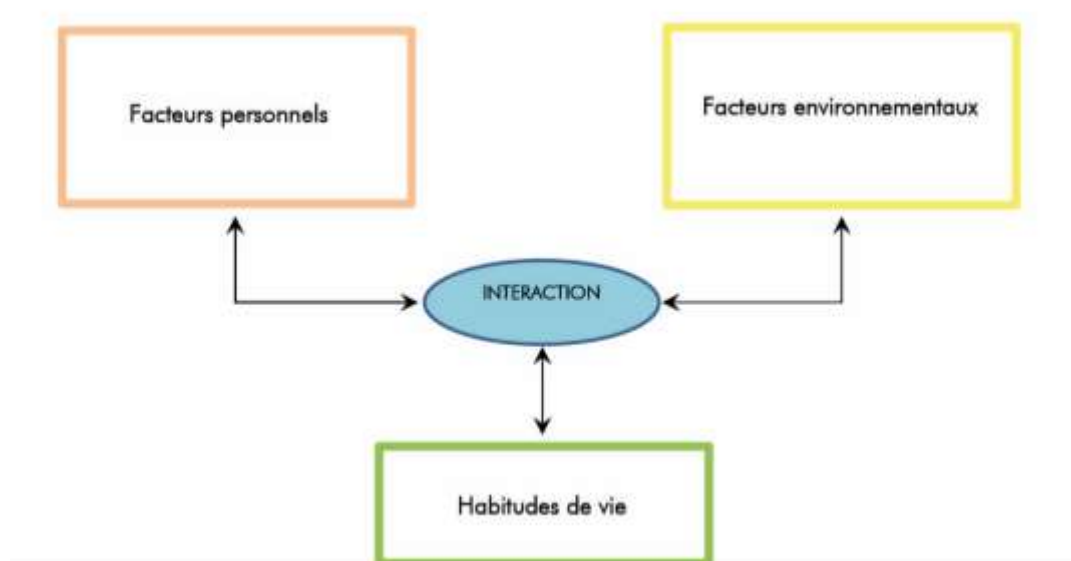 Facteurs personnels
Facteurs environnementaux
INTERACTION
Habitudes de vie